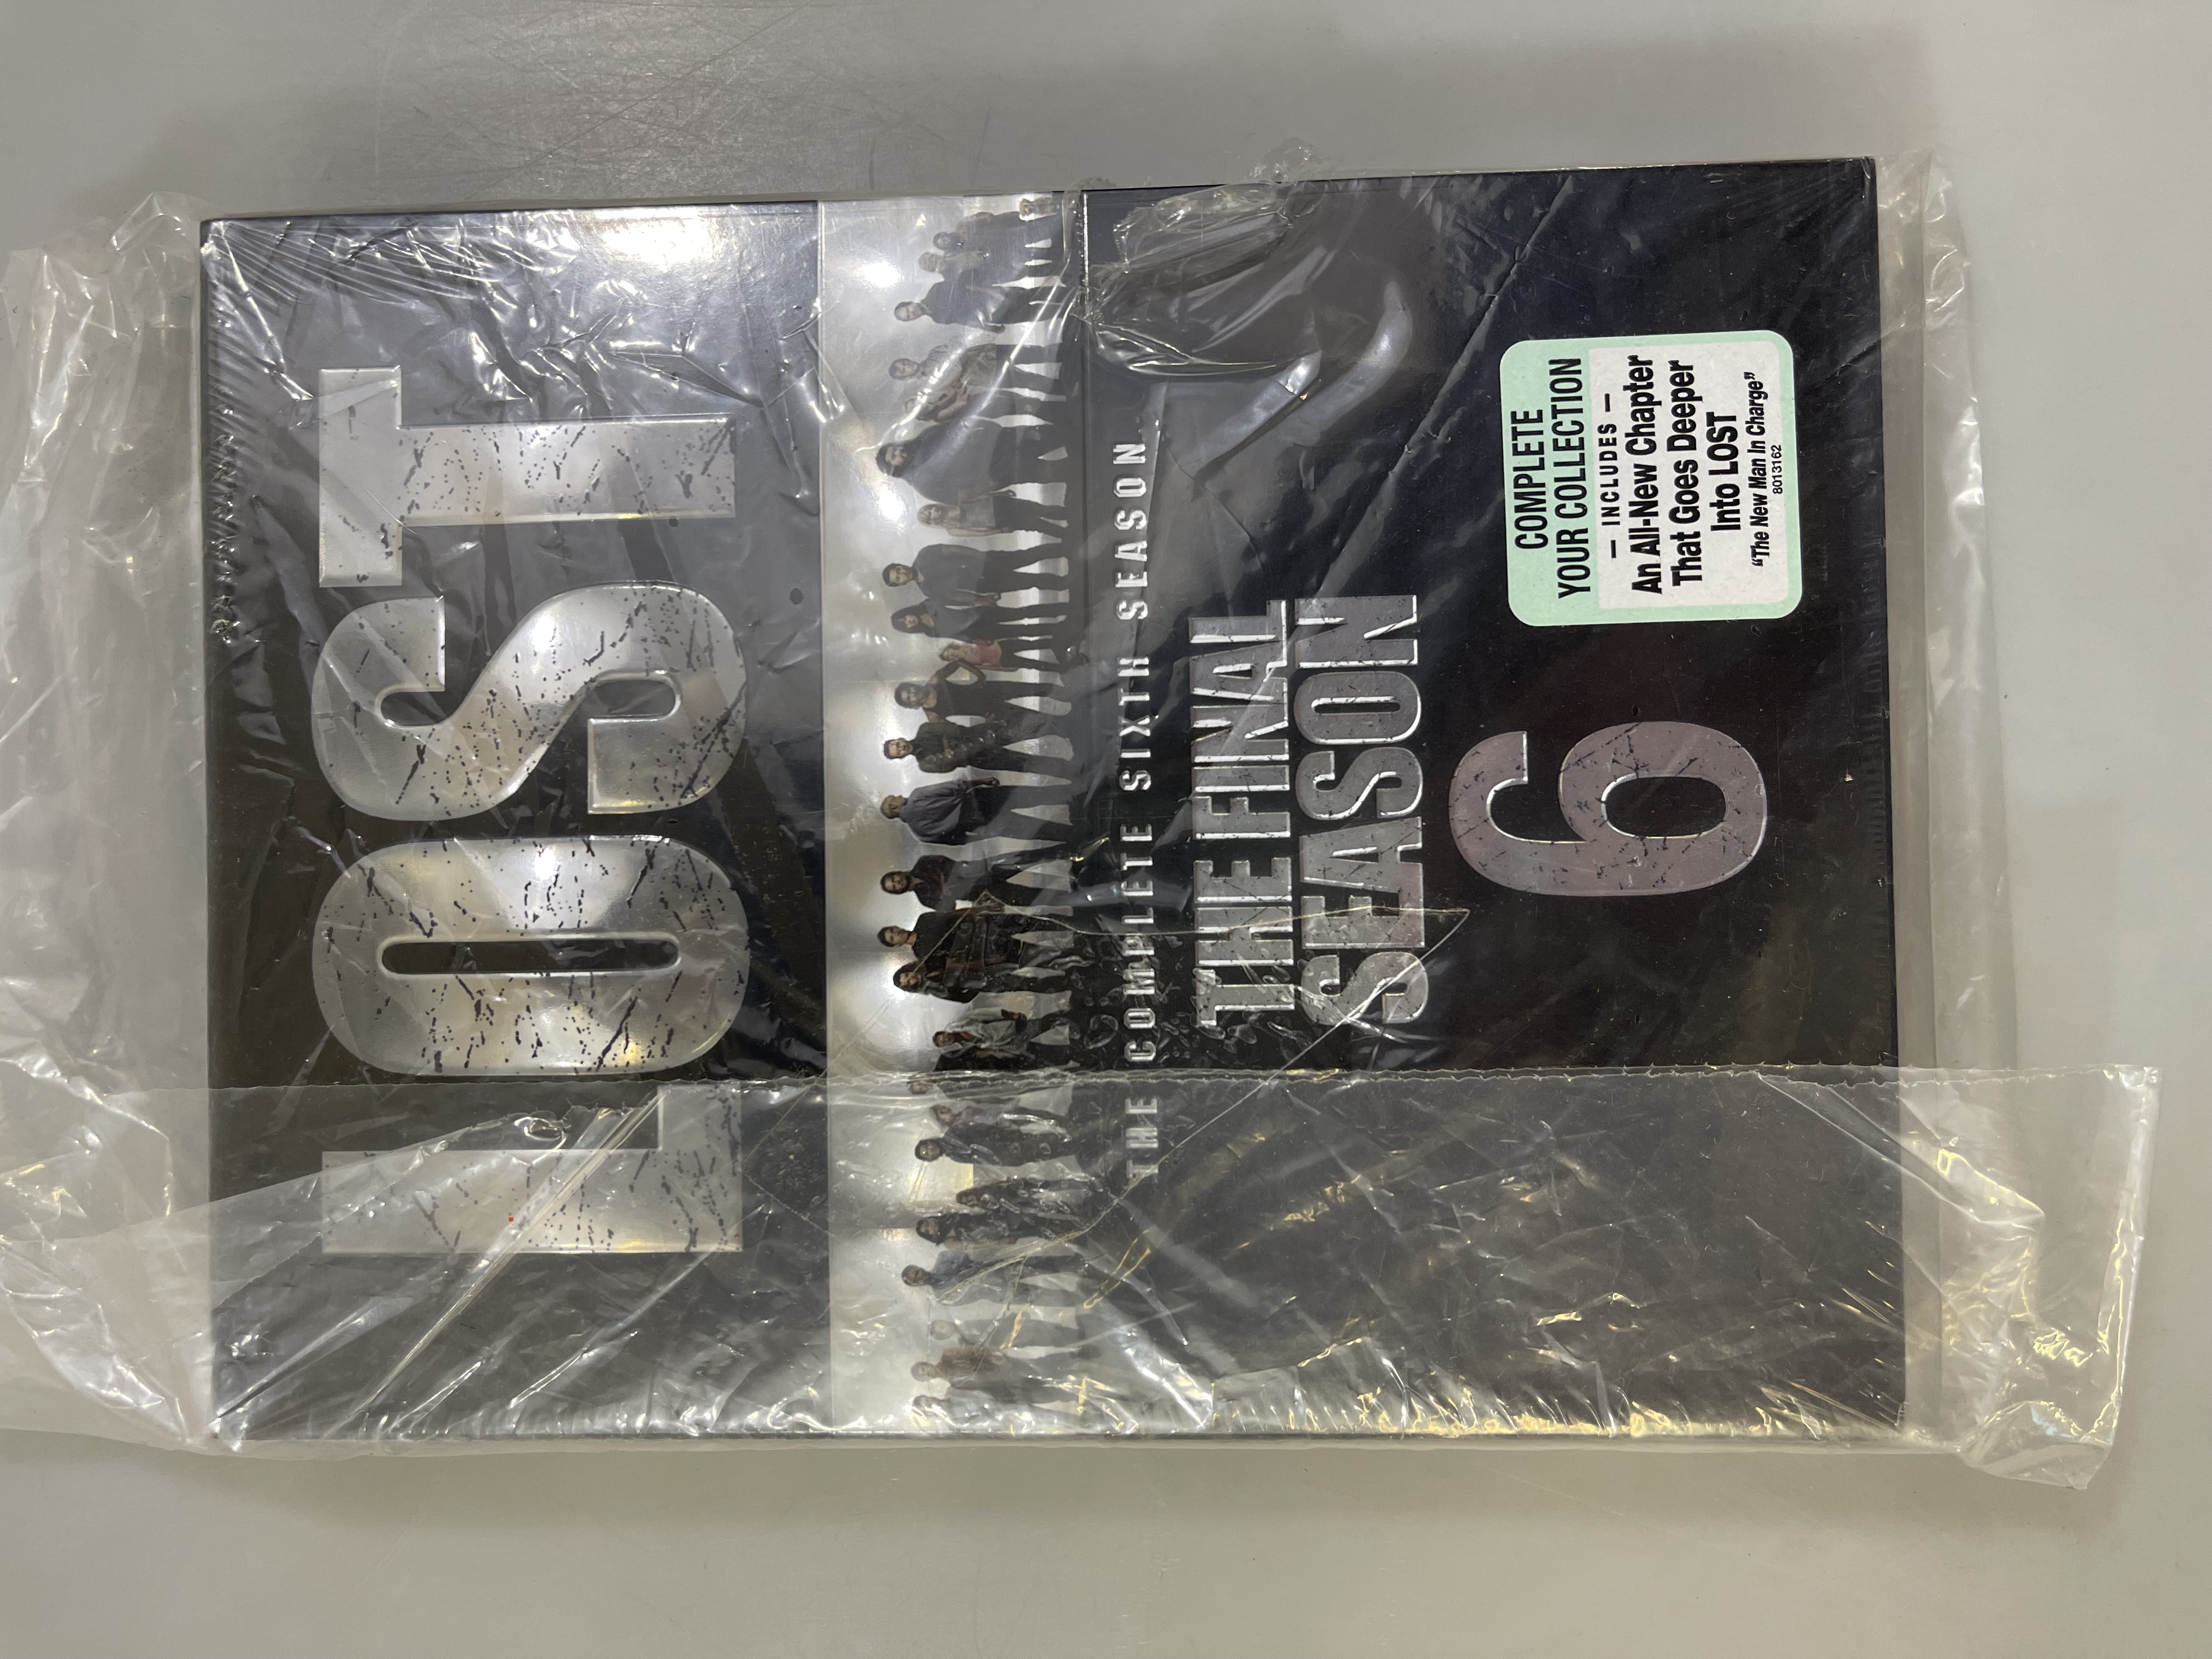 LOST
THE COMPLETE SIXTH SEASON
THE FINAL
SEASON
6
COMPLETE
YOUR COLLECTION
— INCLUDES —
An All-New Chapter
That Goes Deeper
Into LOST
“The New Man In Charge”
8013162